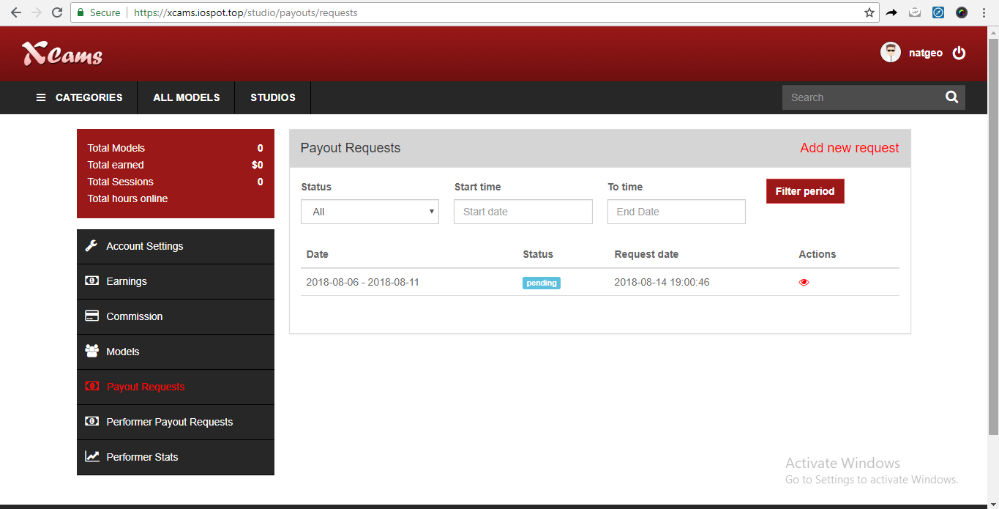 Secure https://xcams.iospot.top/studio/payouts/requests
XCams
natgeo
CATEGORIES ALL MODELS STUDIOS Search
Total Models 0
Total earned $0
Total Sessions 0
Total hours online
Account Settings
Earnings
Commission
Models
Payout Requests
Performer Payout Requests
Performer Stats
Payout Requests Add new request
Status Start time To time
All Start date End Date Filter period
Date Status Request date Actions
2018-08-06 - 2018-08-11 pending 2018-08-14 19:00:46
Activate Windows
Go to Settings to activate Windows.